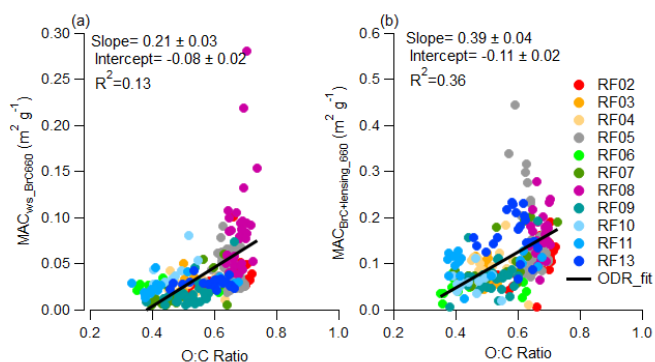 (a)
Slope= 0.21 ± 0.03
Intercept= -0.08 ± 0.02
R²=0.13
MAC_ws_BrC660 (m² g⁻¹)
0.30
0.25
0.20
0.15
0.10
0.05
0.00
0.2 0.4 0.6 0.8 1.0
O:C Ratio
(b)
Slope= 0.39 ± 0.04
Intercept= -0.11 ± 0.02
R²=0.36
MAC_BrC+lensing_660 (m² g⁻¹)
0.6
0.5
0.4
0.3
0.2
0.1
0.0
0.2 0.4 0.6 0.8 1.0
O:C Ratio
RF02
RF03
RF04
RF05
RF06
RF07
RF08
RF09
RF10
RF11
RF13
ODR_fit